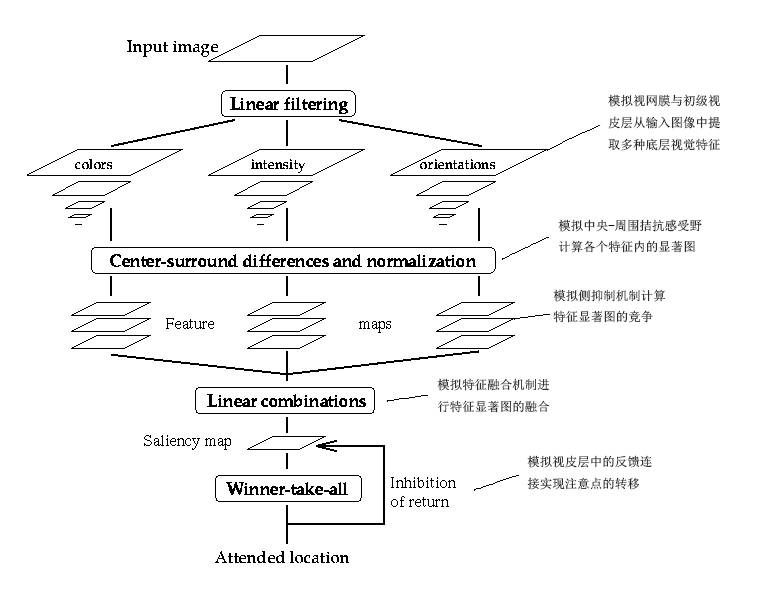 Input image
Linear filtering
模拟视网膜与初级视
皮层从输入图像中提
取多种底层视觉特征
colors
intensity
orientations
模拟中央-周围拮抗感受野
计算各个特征内的显著图
Center-surround differences and normalization
模拟侧抑制机制计算
特征显著图的竞争
Feature
maps
模拟特征融合机制进
行特征显著图的融合
Linear combinations
Saliency map
模拟视皮层中的反馈连
接实现注意点的转移
Inhibition
of return
Winner-take-all
Attended location